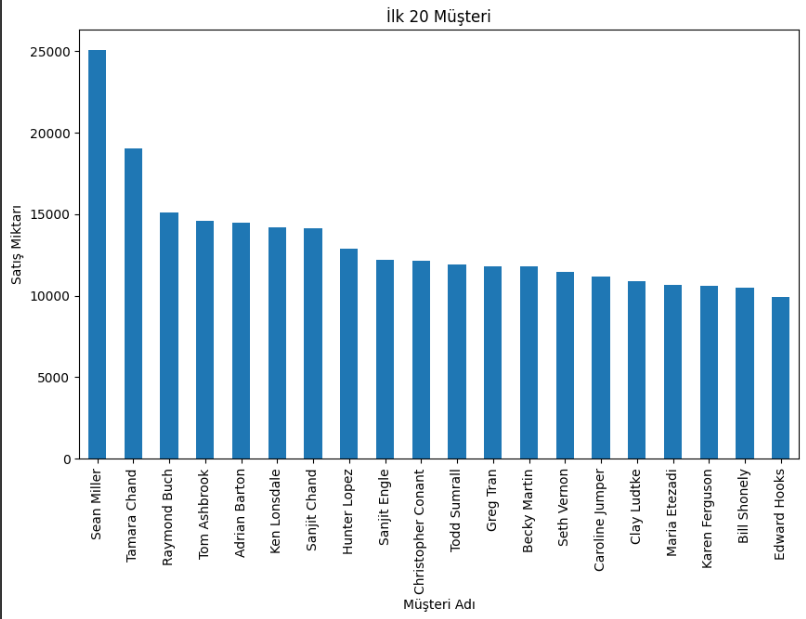 İlk 20 Müşteri
Satış Miktarı
25000
20000
15000
10000
5000
0
Sean Miller
Tamara Chand
Raymond Buch
Tom Ashbrook
Adrian Barton
Ken Lonsdale
Sanjit Chand
Hunter Lopez
Sanjit Engle
Christopher Conant
Todd Sumrall
Greg Tran
Becky Martin
Seth Vernon
Caroline Jumper
Clay Ludtke
Maria Etezadi
Karen Ferguson
Bill Shonely
Edward Hooks
Müşteri Adı